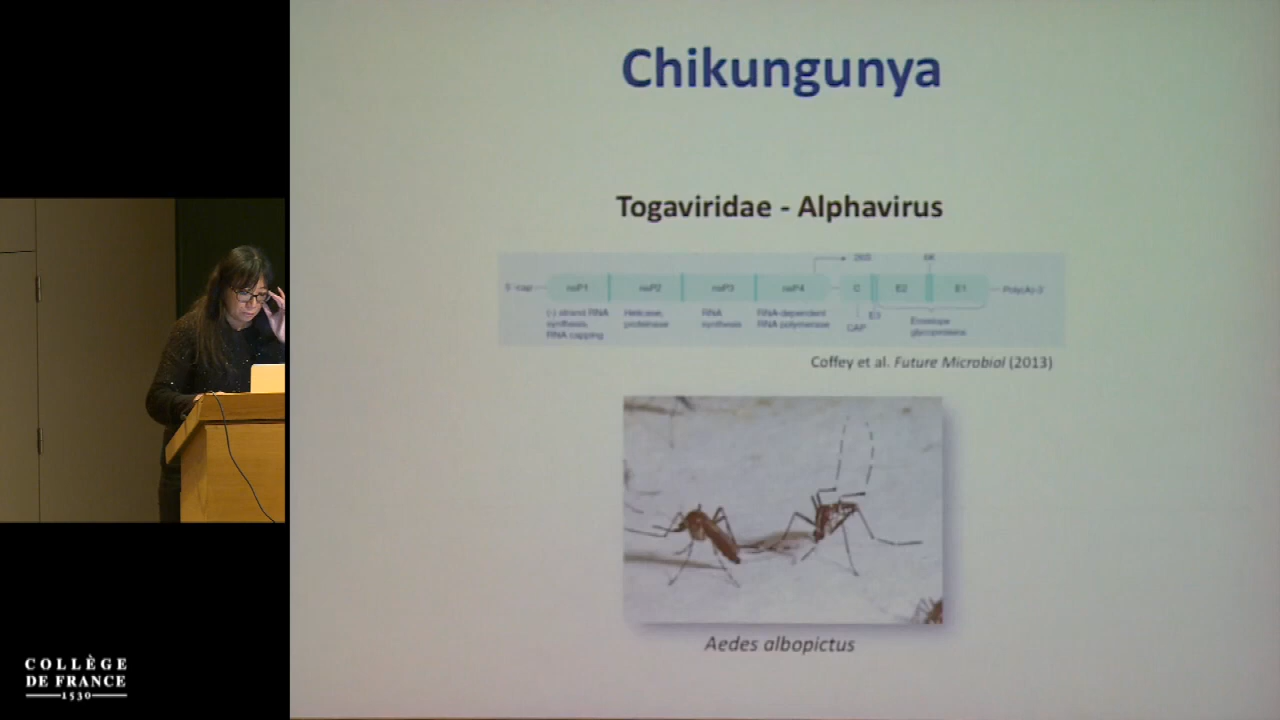 Chikungunya
Togaviridae - Alphavirus
26S 6K
5' cap nsP1 nsP2 nsP3 nsP4 C E2 E1 Poly(A)-3'
E3
(-) strand RNA
synthesis,
RNA capping
Helicase,
proteinase
RNA
synthesis
RNA-dependent
RNA polymerase
CAP
Envelope
glycoproteins
Coffey et al. Future Microbiol (2013)
Aedes albopictus
COLLÈGE
DE FRANCE
1530